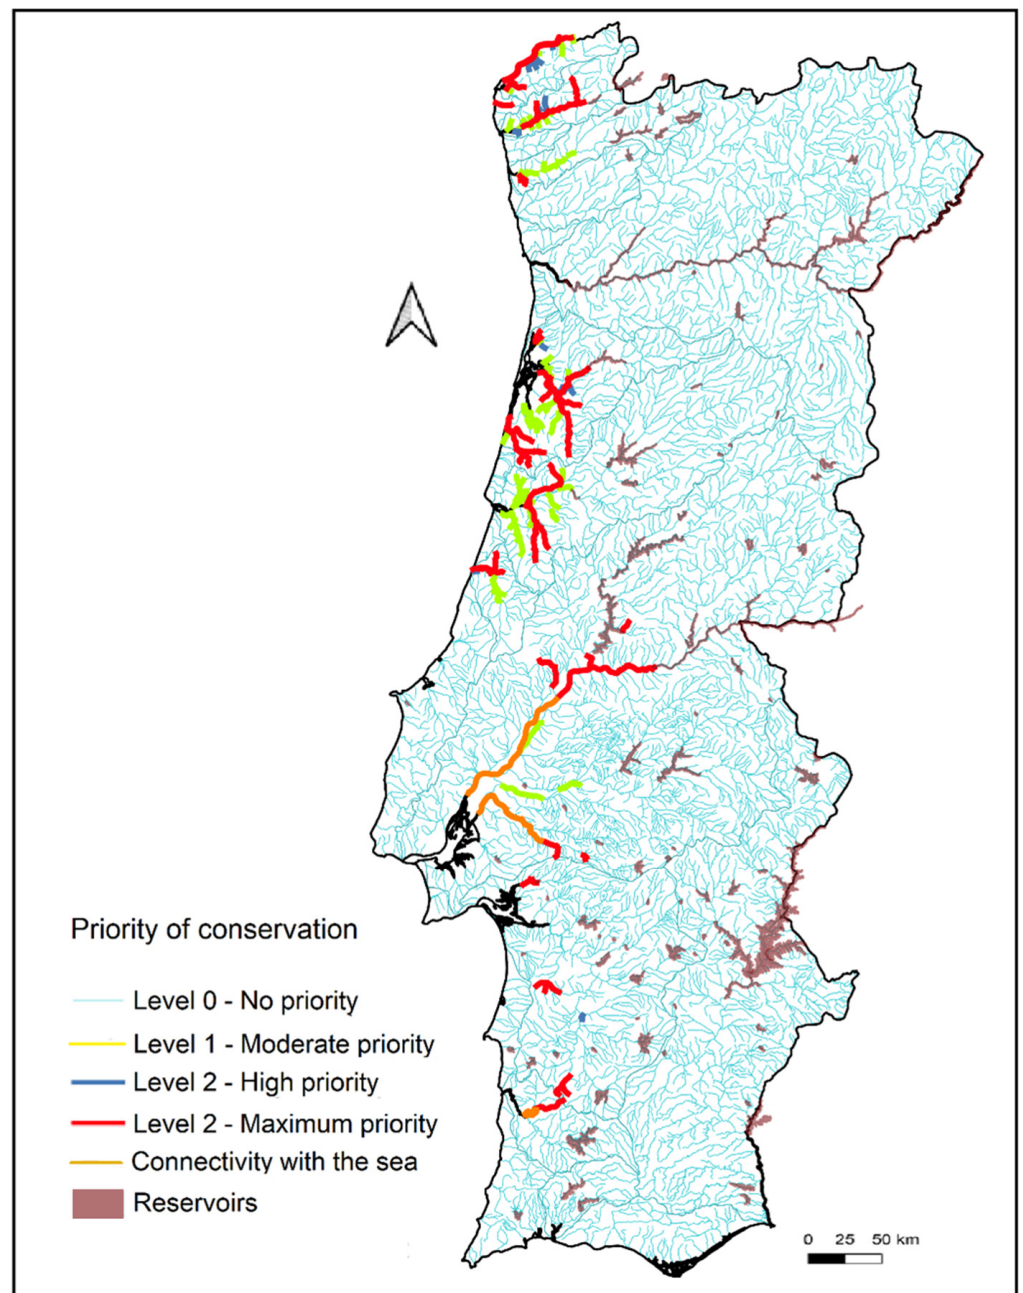 Priority of conservation
Level 0 - No priority
Level 1 - Moderate priority
Level 2 - High priority
Level 2 - Maximum priority
Connectivity with the sea
Reservoirs
0 25 50 km